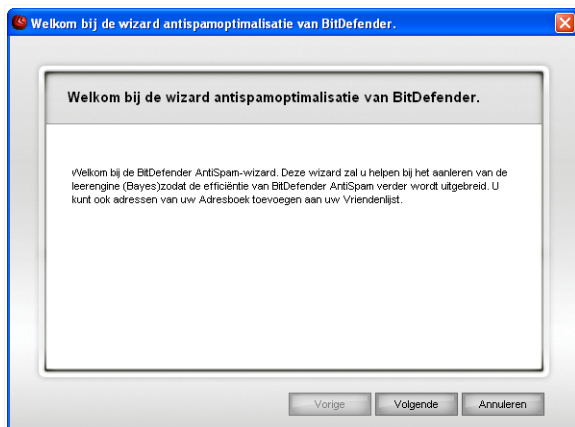 Welkom bij de wizard antispamoptimalisatie van BitDefender.
Welkom bij de wizard antispamoptimalisatie van BitDefender.
Welkom bij de BitDefender AntiSpam-wizard. Deze wizard zal u helpen bij het aanleren van de
leerengine (Bayes)zodat de efficiëntie van BitDefender AntiSpam verder wordt uitgebreid. U
kunt ook adressen van uw Adresboek toevoegen aan uw Vriendenlijst.
Vorige Volgende Annuleren